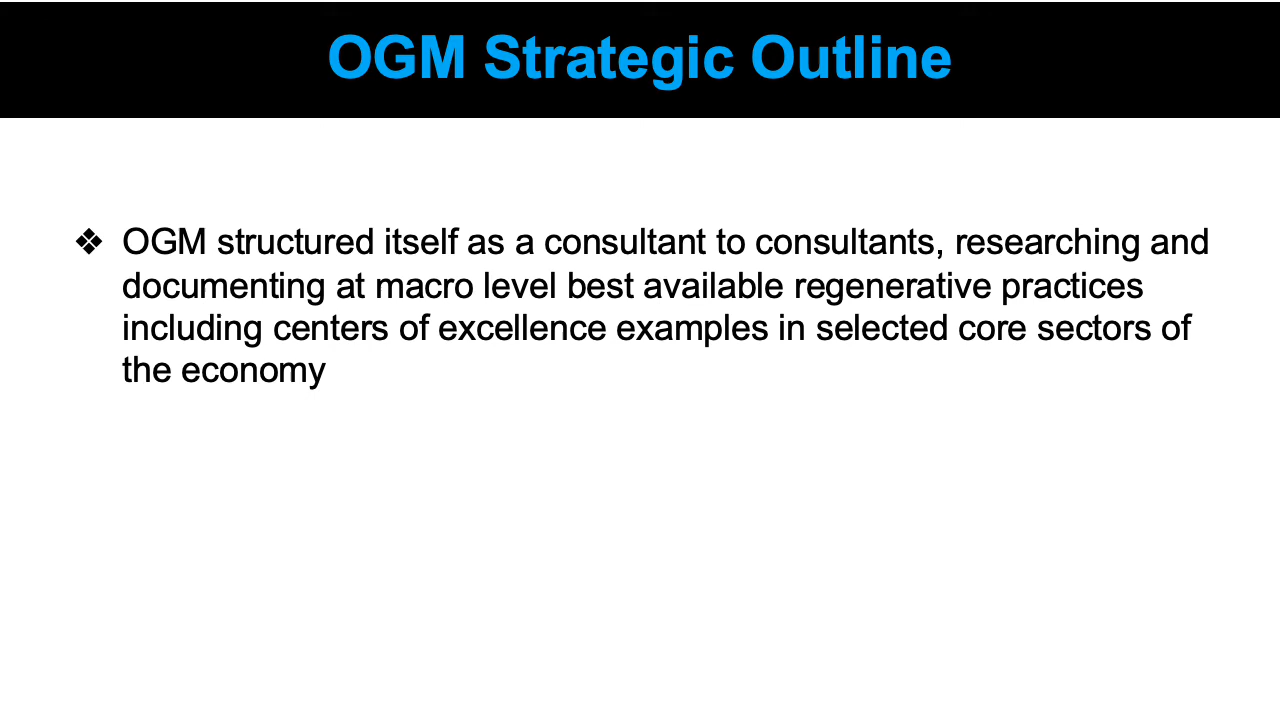 OGM Strategic Outline
❖ OGM structured itself as a consultant to consultants, researching and
documenting at macro level best available regenerative practices
including centers of excellence examples in selected core sectors of
the economy